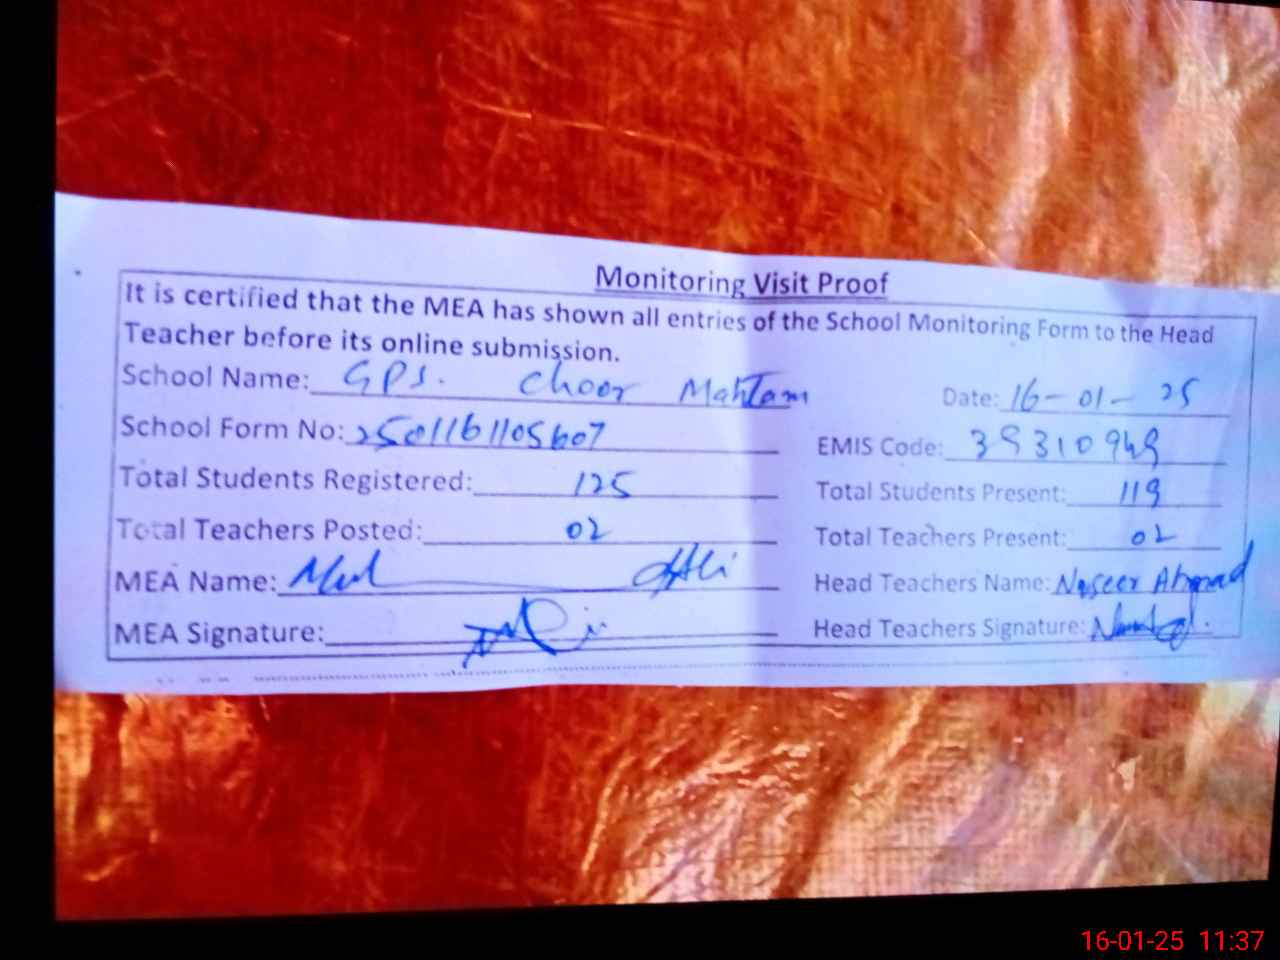 Monitoring Visit Proof
It is certified that the MEA has shown all entries of the School Monitoring Form to the Head
Teacher before its online submission.
School Name: GPS. Choor Mahtam Date: 16-01-25
School Form No: 2501161105607 EMIS Code: 39310949
Total Students Registered: 125 Total Students Present: 119
Total Teachers Posted: 02 Total Teachers Present: 02
MEA Name: Ali Head Teachers Name: Naseer Ahmad
MEA Signature: Head Teachers Signature:
16-01-25 11:37